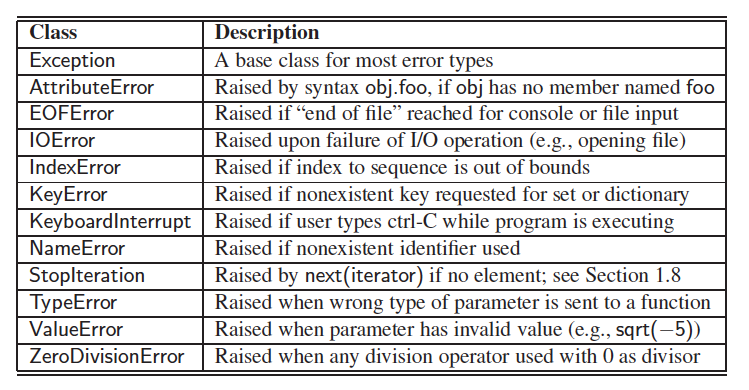 Class Description
Exception A base class for most error types
AttributeError Raised by syntax obj.foo, if obj has no member named foo
EOFError Raised if “end of file” reached for console or file input
IOError Raised upon failure of I/O operation (e.g., opening file)
IndexError Raised if index to sequence is out of bounds
KeyError Raised if nonexistent key requested for set or dictionary
KeyboardInterrupt Raised if user types ctrl-C while program is executing
NameError Raised if nonexistent identifier used
StopIteration Raised by next(iterator) if no element; see Section 1.8
TypeError Raised when wrong type of parameter is sent to a function
ValueError Raised when parameter has invalid value (e.g., sqrt(−5))
ZeroDivisionError Raised when any division operator used with 0 as divisor